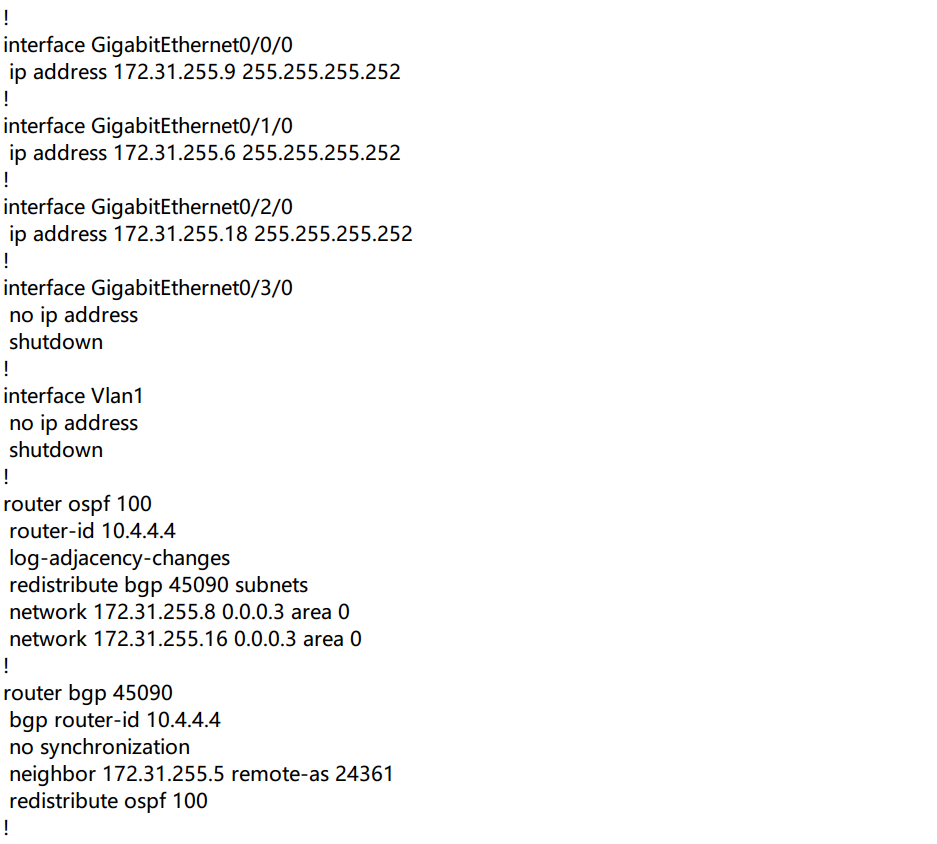 !
interface GigabitEthernet0/0/0
 ip address 172.31.255.9 255.255.255.252
!
interface GigabitEthernet0/1/0
 ip address 172.31.255.6 255.255.255.252
!
interface GigabitEthernet0/2/0
 ip address 172.31.255.18 255.255.255.252
!
interface GigabitEthernet0/3/0
 no ip address
 shutdown
!
interface Vlan1
 no ip address
 shutdown
!
router ospf 100
 router-id 10.4.4.4
 log-adjacency-changes
 redistribute bgp 45090 subnets
 network 172.31.255.8 0.0.0.3 area 0
 network 172.31.255.16 0.0.0.3 area 0
!
router bgp 45090
 bgp router-id 10.4.4.4
 no synchronization
 neighbor 172.31.255.5 remote-as 24361
 redistribute ospf 100
!